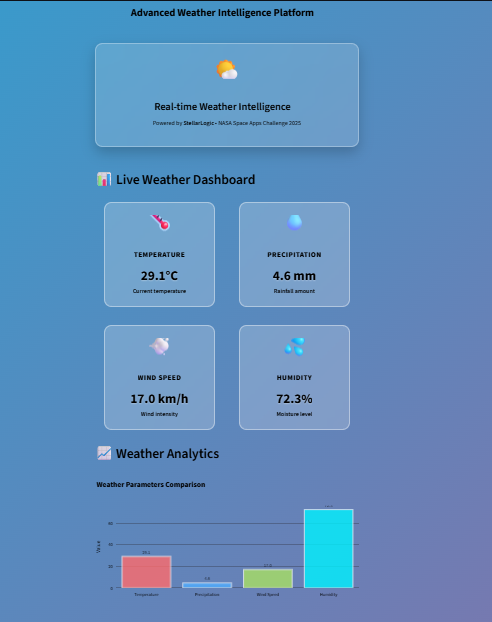 Advanced Weather Intelligence Platform
Real-time Weather Intelligence
Powered by StellarLogic • NASA Space Apps Challenge 2025
Live Weather Dashboard
TEMPERATURE
29.1°C
Current temperature
PRECIPITATION
4.6 mm
Rainfall amount
WIND SPEED
17.0 km/h
Wind intensity
HUMIDITY
72.3%
Moisture level
Weather Analytics
Weather Parameters Comparison
Value
60
40
20
0
29.1
4.6
17.0
Temperature
Precipitation
Wind Speed
Humidity